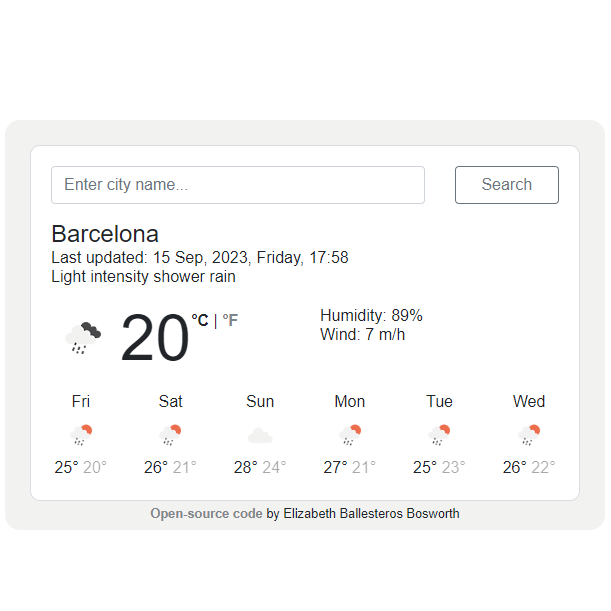 Enter city name...
Search
Barcelona
Last updated: 15 Sep, 2023, Friday, 17:58
Light intensity shower rain
20 °C | °F
Humidity: 89%
Wind: 7 m/h
Fri Sat Sun Mon Tue Wed
25° 20° 26° 21° 28° 24° 27° 21° 25° 23° 26° 22°
Open-source code by Elizabeth Ballesteros Bosworth